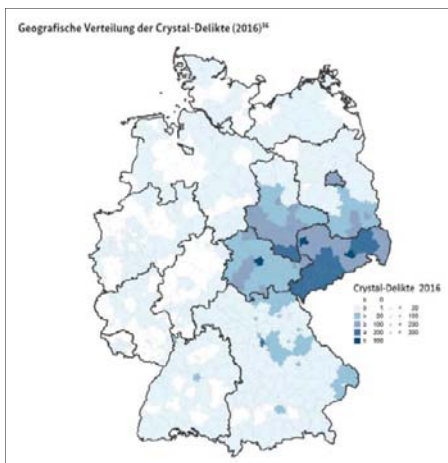 Geografische Verteilung der Crystal-Delikte (2016)³⁶
Crystal-Delikte 2016
≥ 0
≥ 1 - < 20
≥ 20 - < 100
≥ 100 - < 200
≥ 200 - < 300
≥ 300